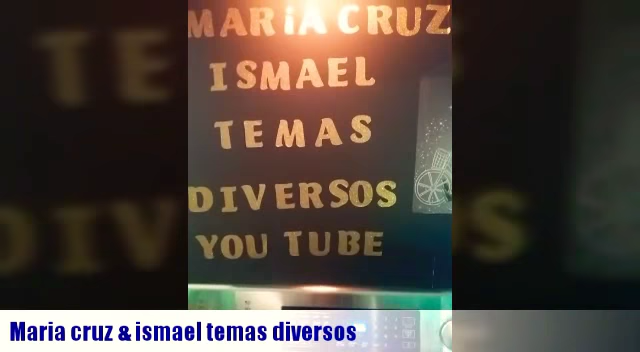 MARiA CRUZ
ISMAEL
TEMAS
DIVERSOS
YOU TUBE
Maria cruz & ismael temas diversos